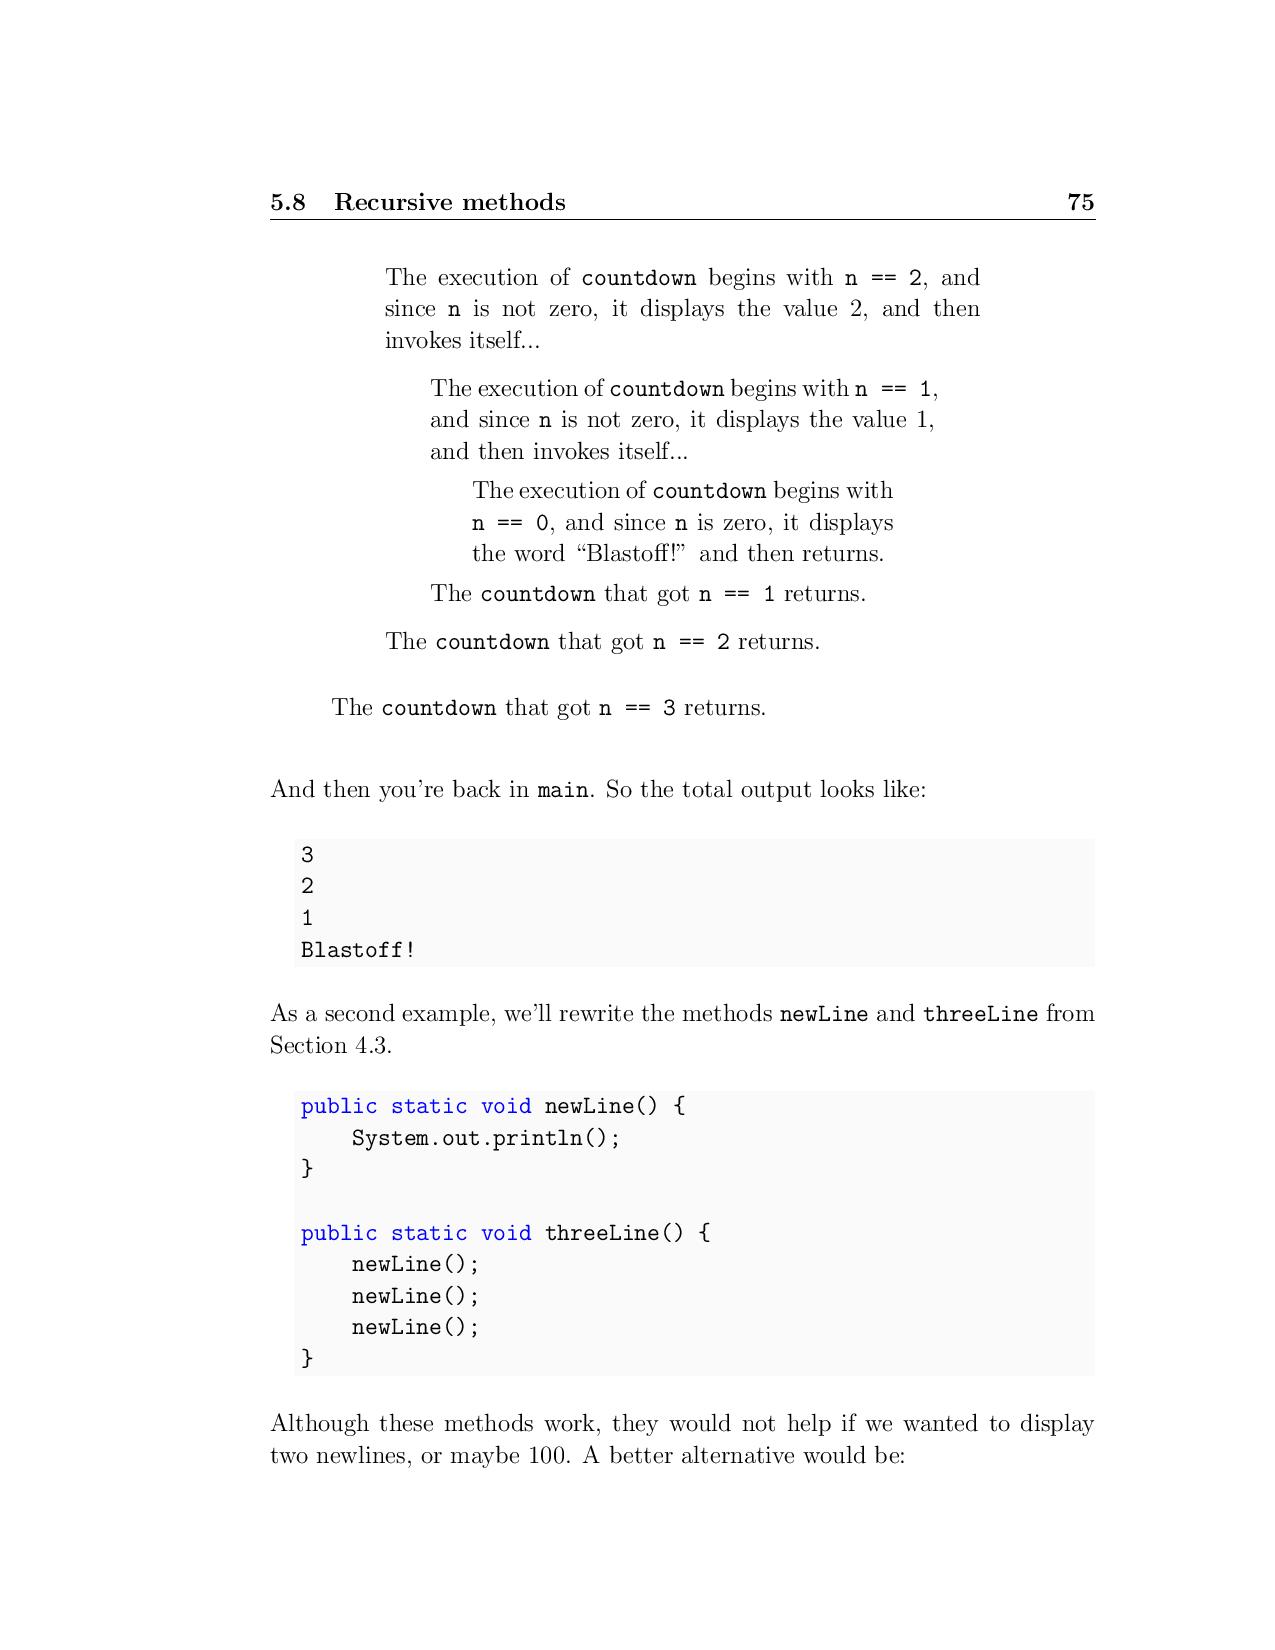 5.8 Recursive methods 75
The execution of countdown begins with n == 2, and
since n is not zero, it displays the value 2, and then
invokes itself...
The execution of countdown begins with n == 1,
and since n is not zero, it displays the value 1,
and then invokes itself...
The execution of countdown begins with
n == 0, and since n is zero, it displays
the word “Blastoff!” and then returns.
The countdown that got n == 1 returns.
The countdown that got n == 2 returns.
The countdown that got n == 3 returns.
And then you’re back in main. So the total output looks like:
3
2
1
Blastoff!
As a second example, we’ll rewrite the methods newLine and threeLine from
Section 4.3.
public static void newLine() {
    System.out.println();
}
public static void threeLine() {
    newLine();
    newLine();
    newLine();
}
Although these methods work, they would not help if we wanted to display
two newlines, or maybe 100. A better alternative would be: